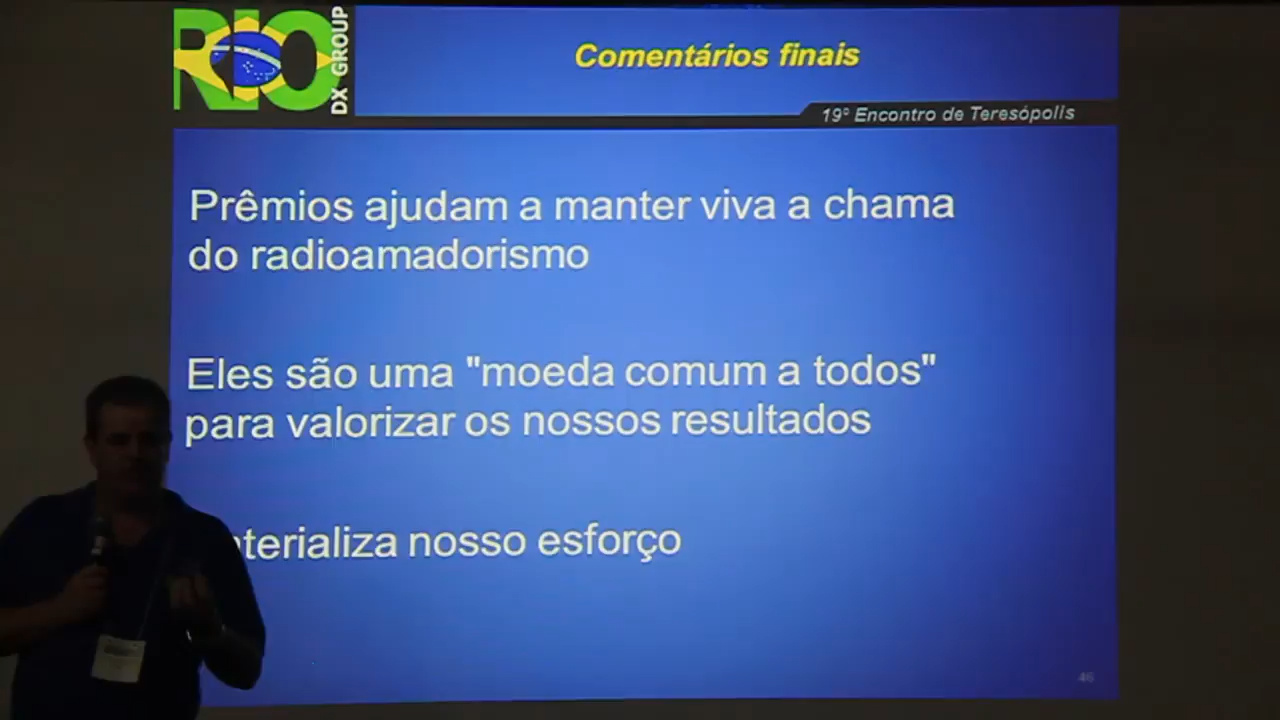 RIO
DX GROUP
Comentários finais
19º Encontro de Teresópolis
Prêmios ajudam a manter viva a chama
do radioamadorismo
Eles são uma "moeda comum a todos"
para valorizar os nossos resultados
nosso esforço
46